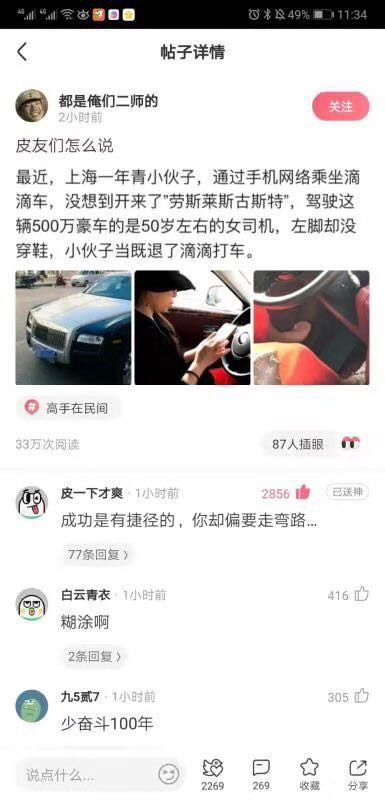 49% 11:34
帖子详情
都是俺们二师的
2小时前
关注
皮友们怎么说
最近，上海一年青小伙子，通过手机网络乘坐滴
滴车，没想到开来了"劳斯莱斯古斯特"，驾驶这
辆500万豪车的是50岁左右的女司机，左脚却没
穿鞋，小伙子当既退了滴滴打车。
高手在民间
33万次阅读
87人插眼
皮一下才爽 · 1小时前
2856
已送神
成功是有捷径的，你却偏要走弯路...
77条回复
白云青衣 · 1小时前
416
糊涂啊
2条回复
九5贰7 · 1小时前
305
少奋斗100年
说点什么...
2269
269
收藏
分享